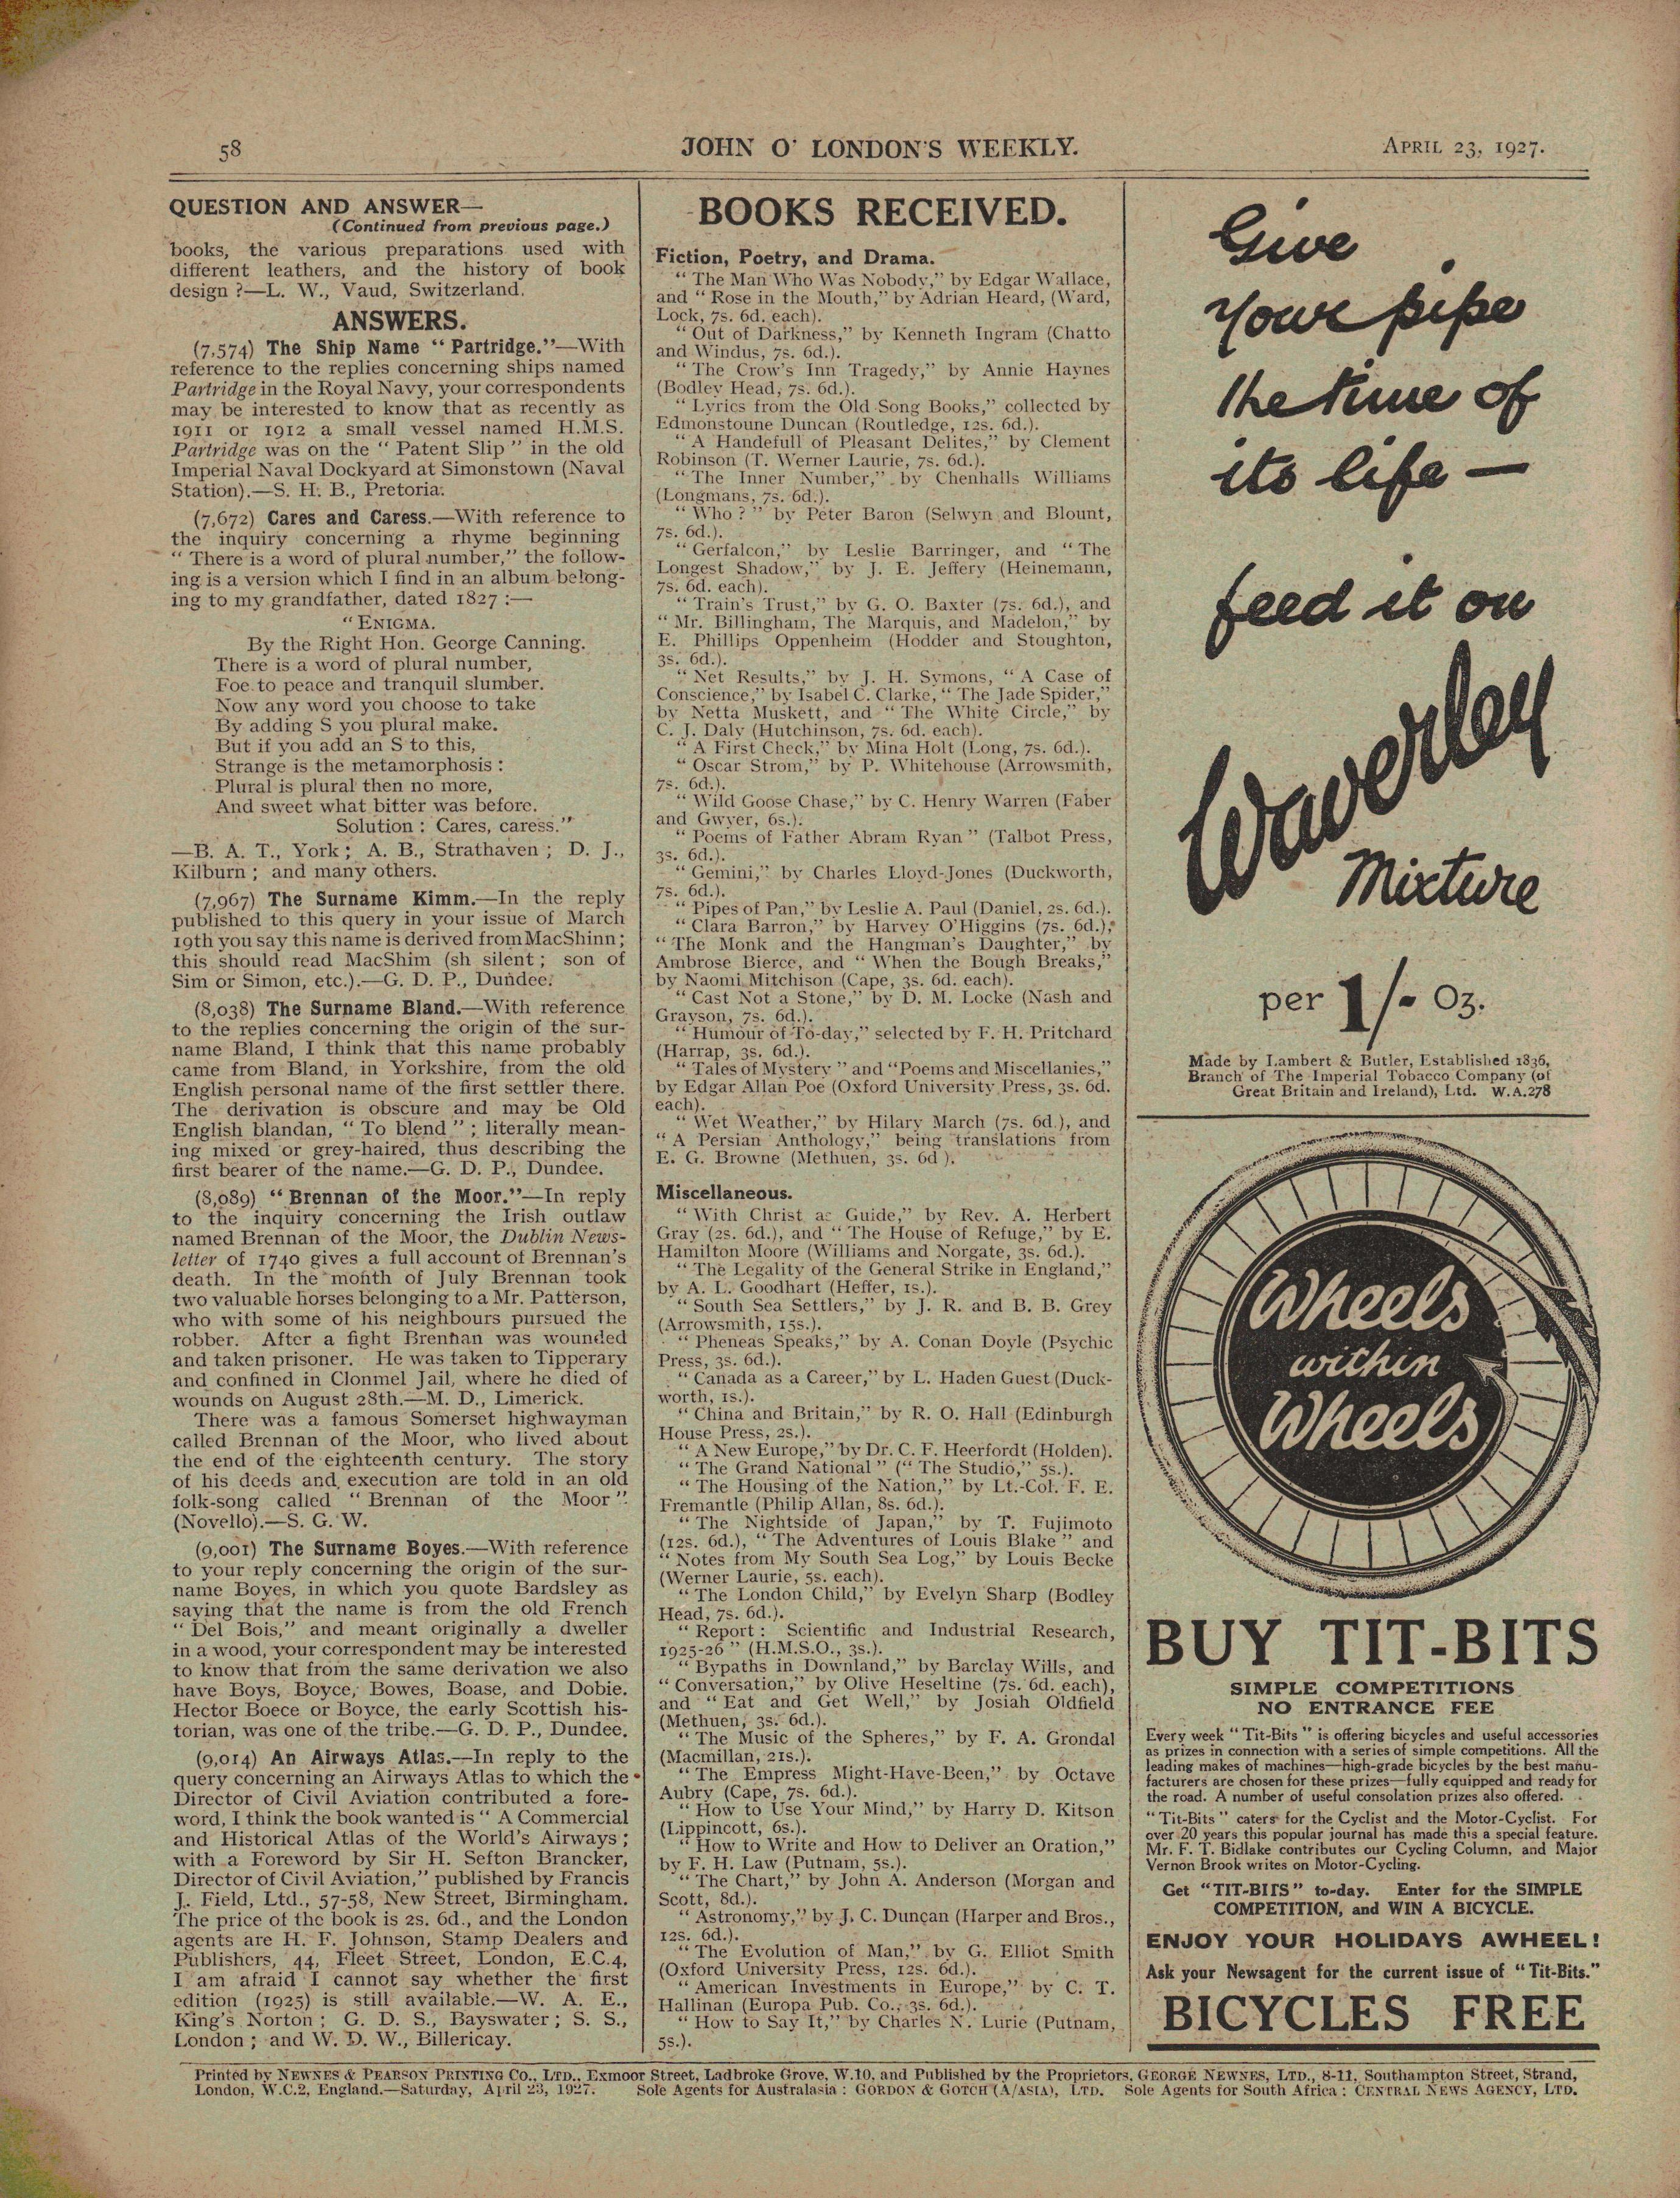 58
JOHN O' LONDON'S WEEKLY.
APRIL 23, 1927.
QUESTION AND ANSWER—
(Continued from previous page.)
books, the various preparations used with
different leathers, and the history of book
design ?—L. W., Vaud, Switzerland.
ANSWERS.
(7,574) The Ship Name “ Partridge.”—With
reference to the replies concerning ships named
Partridge in the Royal Navy, your correspondents
may be interested to know that as recently as
1911 or 1912 a small vessel named H.M.S.
Partridge was on the “ Patent Slip ” in the old
Imperial Naval Dockyard at Simonstown (Naval
Station).—S. H. B., Pretoria.
(7,672) Cares and Caress.—With reference to
the inquiry concerning a rhyme beginning
“ There is a word of plural number,” the follow-
ing is a version which I find in an album belong-
ing to my grandfather, dated 1827 :—
“ ENIGMA.
By the Right Hon. George Canning.
There is a word of plural number,
Foe to peace and tranquil slumber.
Now any word you choose to take
By adding S you plural make.
But if you add an S to this,
Strange is the metamorphosis :
Plural is plural then no more,
And sweet what bitter was before.
Solution : Cares, caress.”
—B. A. T., York ; A. B., Strathaven ; D. J.,
Kilburn ; and many others.
(7,967) The Surname Kimm.—In the reply
published to this query in your issue of March
19th you say this name is derived from MacShinn ;
this should read MacShim (sh silent ; son of
Sim or Simon, etc.).—G. D. P., Dundee.
(8,038) The Surname Bland.—With reference
to the replies concerning the origin of the sur-
name Bland, I think that this name probably
came from Bland, in Yorkshire, from the old
English personal name of the first settler there.
The derivation is obscure and may be Old
English blandan, “ To blend ” ; literally mean-
ing mixed or grey-haired, thus describing the
first bearer of the name.—G. D. P., Dundee.
(8,089) “ Brennan of the Moor.”—In reply
to the inquiry concerning the Irish outlaw
named Brennan of the Moor, the Dublin News-
letter of 1740 gives a full account of Brennan's
death. In the month of July Brennan took
two valuable horses belonging to a Mr. Patterson,
who with some of his neighbours pursued the
robber. After a fight Brennan was wounded
and taken prisoner. He was taken to Tipperary
and confined in Clonmel Jail, where he died of
wounds on August 28th.—M. D., Limerick.
There was a famous Somerset highwayman
called Brennan of the Moor, who lived about
the end of the eighteenth century. The story
of his deeds and execution are told in an old
folk-song called “ Brennan of the Moor ”
(Novello).—S. G. W.
(9,001) The Surname Boyes.—With reference
to your reply concerning the origin of the sur-
name Boyes, in which you quote Bardsley as
saying that the name is from the old French
“ Del Bois,” and meant originally a dweller
in a wood, your correspondent may be interested
to know that from the same derivation we also
have Boys, Boyce, Bowes, Boase, and Dobie.
Hector Boece or Boyce, the early Scottish his-
torian, was one of the tribe.—G. D. P., Dundee.
(9,014) An Airways Atlas.—In reply to the
query concerning an Airways Atlas to which the
Director of Civil Aviation contributed a fore-
word, I think the book wanted is “ A Commercial
and Historical Atlas of the World's Airways ;
with a Foreword by Sir H. Sefton Brancker,
Director of Civil Aviation,” published by Francis
J. Field, Ltd., 57-58, New Street, Birmingham.
The price of the book is 2s. 6d., and the London
agents are H. F. Johnson, Stamp Dealers and
Publishers, 44, Fleet Street, London, E.C.4,
I am afraid I cannot say whether the first
edition (1925) is still available.—W. A. E.,
King's Norton ; G. D. S., Bayswater ; S. S.,
London ; and W. D. W., Billericay.
BOOKS RECEIVED.
Fiction, Poetry, and Drama.
“ The Man Who Was Nobody,” by Edgar Wallace,
and “ Rose in the Mouth,” by Adrian Heard, (Ward,
Lock, 7s. 6d. each).
“ Out of Darkness,” by Kenneth Ingram (Chatto
and Windus, 7s. 6d.).
“ The Crow's Inn Tragedy,” by Annie Haynes
(Bodley Head, 7s. 6d.).
“ Lyrics from the Old Song Books,” collected by
Edmonstoune Duncan (Routledge, 12s. 6d.).
“ A Handefull of Pleasant Delites,” by Clement
Robinson (T. Werner Laurie, 7s. 6d.).
“ The Inner Number,” by Chenhalls Williams
(Longmans, 7s. 6d.).
“ Who ? ” by Peter Baron (Selwyn and Blount,
7s. 6d.).
“ Gerfalcon,” by Leslie Barringer, and “ The
Longest Shadow,” by J. E. Jeffery (Heinemann,
7s. 6d. each).
“ Train's Trust,” by G. O. Baxter (7s. 6d.), and
“ Mr. Billingham, The Marquis, and Madelon,” by
E. Phillips Oppenheim (Hodder and Stoughton,
3s. 6d.).
“ Net Results,” by J. H. Symons, “ A Case of
Conscience,” by Isabel C. Clarke, “ The Jade Spider,”
by Netta Muskett, and “ The White Circle,” by
C. J. Daly (Hutchinson, 7s. 6d. each).
“ A First Check,” by Mina Holt (Long, 7s. 6d.).
“ Oscar Strom,” by P. Whitehouse (Arrowsmith,
7s. 6d.).
“ Wild Goose Chase,” by C. Henry Warren (Faber
and Gwyer, 6s.).
“ Poems of Father Abram Ryan ” (Talbot Press,
3s. 6d.).
“ Gemini,” by Charles Lloyd-Jones (Duckworth,
7s. 6d.).
“ Pipes of Pan,” by Leslie A. Paul (Daniel, 2s. 6d.).
“ Clara Barron,” by Harvey O'Higgins (7s. 6d.),
“ The Monk and the Hangman's Daughter,” by
Ambrose Bierce, and “ When the Bough Breaks,”
by Naomi Mitchison (Cape, 3s. 6d. each).
“ Cast Not a Stone,” by D. M. Locke (Nash and
Grayson, 7s. 6d.).
“ Humour of To-day,” selected by F. H. Pritchard
(Harrap, 3s. 6d.).
“ Tales of Mystery ” and “Poems and Miscellanies,”
by Edgar Allan Poe (Oxford University Press, 3s. 6d.
each).
“ Wet Weather,” by Hilary March (7s. 6d.), and
“ A Persian Anthology,” being translations from
E. G. Browne (Methuen, 3s. 6d ).
Miscellaneous.
“ With Christ as Guide,” by Rev. A. Herbert
Gray (2s. 6d.), and “ The House of Refuge,” by E.
Hamilton Moore (Williams and Norgate, 3s. 6d.).
“ The Legality of the General Strike in England,”
by A. L. Goodhart (Heffer, 1s.).
“ South Sea Settlers,” by J. R. and B. B. Grey
(Arrowsmith, 15s.).
“ Pheneas Speaks,” by A. Conan Doyle (Psychic
Press, 3s. 6d.).
“ Canada as a Career,” by L. Haden Guest (Duck-
worth, 1s.).
“ China and Britain,” by R. O. Hall (Edinburgh
House Press, 2s.).
“ A New Europe,” by Dr. C. F. Heerfordt (Holden).
“ The Grand National ” (“ The Studio,” 5s.).
“ The Housing of the Nation,” by Lt.-Col. F. E.
Fremantle (Philip Allan, 8s. 6d.).
“ The Nightside of Japan,” by T. Fujimoto
(12s. 6d.), “ The Adventures of Louis Blake ” and
“ Notes from My South Sea Log,” by Louis Becke
(Werner Laurie, 5s. each).
“ The London Child,” by Evelyn Sharp (Bodley
Head, 7s. 6d.).
“ Report : Scientific and Industrial Research,
1925-26 ” (H.M.S.O., 3s.).
“ Bypaths in Downland,” by Barclay Wills, and
“ Conversation,” by Olive Heseltine (7s. 6d. each),
and “ Eat and Get Well,” by Josiah Oldfield
(Methuen, 3s. 6d.).
“ The Music of the Spheres,” by F. A. Grondal
(Macmillan, 21s.).
“ The Empress Might-Have-Been,” by Octave
Aubry (Cape, 7s. 6d.).
“ How to Use Your Mind,” by Harry D. Kitson
(Lippincott, 6s.).
“ How to Write and How to Deliver an Oration,”
by F. H. Law (Putnam, 5s.).
“ The Chart,” by John A. Anderson (Morgan and
Scott, 8d.).
“ Astronomy,” by J. C. Duncan (Harper and Bros.,
12s. 6d.).
“ The Evolution of Man,” by G. Elliot Smith
(Oxford University Press, 12s. 6d.).
“ American Investments in Europe,” by C. T.
Hallinan (Europa Pub. Co., 3s. 6d.).
“ How to Say It,” by Charles N. Lurie (Putnam,
5s.).
Give
your pipe
the time of
its life —
feed it on
Waverley
Mixture
per 1/- Oz.
Made by Lambert & Butler, Established 1836,
Branch of The Imperial Tobacco Company (of
Great Britain and Ireland), Ltd. W.A.278
Wheels
within
Wheels
BUY TIT-BITS
SIMPLE COMPETITIONS
NO ENTRANCE FEE
Every week “ Tit-Bits ” is offering bicycles and useful accessories
as prizes in connection with a series of simple competitions. All the
leading makes of machines—high-grade bicycles by the best manu-
facturers are chosen for these prizes—fully equipped and ready for
the road. A number of useful consolation prizes also offered.
“ Tit-Bits ” caters for the Cyclist and the Motor-Cyclist. For
over 20 years this popular journal has made this a special feature.
Mr. F. T. Bidlake contributes our Cycling Column, and Major
Vernon Brook writes on Motor-Cycling.
Get “TIT-BITS” to-day. Enter for the SIMPLE
COMPETITION, and WIN A BICYCLE.
ENJOY YOUR HOLIDAYS AWHEEL !
Ask your Newsagent for the current issue of “ Tit-Bits.”
BICYCLES FREE
Printed by NEWNES & PEARSON PRINTING CO., LTD., Exmoor Street, Ladbroke Grove, W.10, and Published by the Proprietors, GEORGE NEWNES, LTD., 8-11, Southampton Street, Strand,
London, W.C.2, England.—Saturday, April 23, 1927. Sole Agents for Australasia : GORDON & GOTCH (A/ASIA), LTD. Sole Agents for South Africa : CENTRAL NEWS AGENCY, LTD.